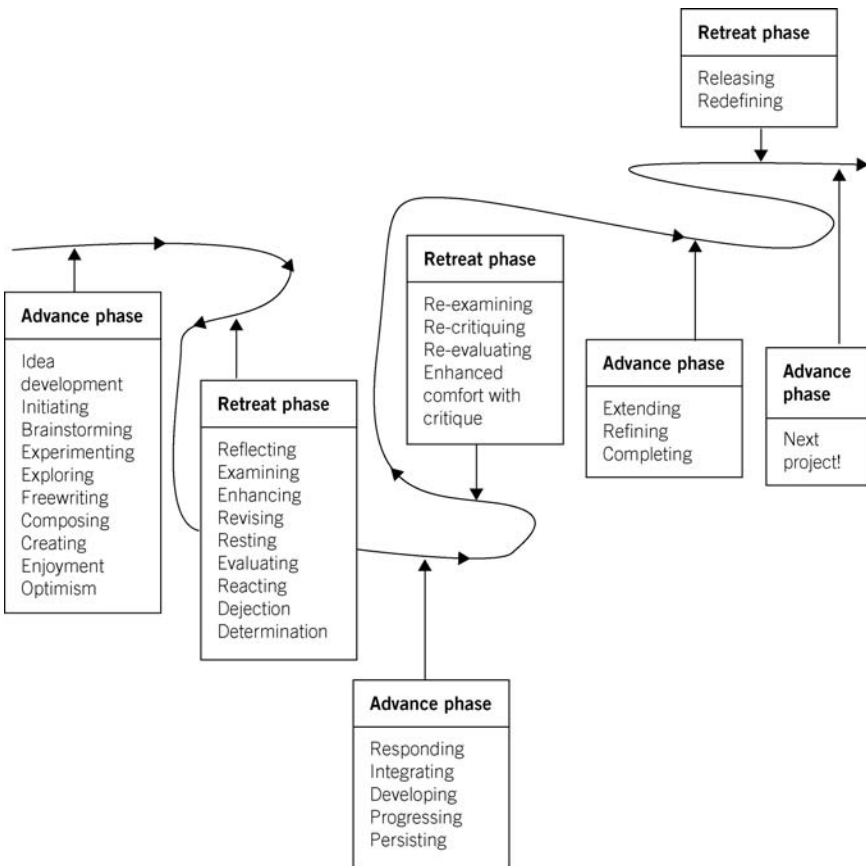 Advance phase
Idea
development
Initiating
Brainstorming
Experimenting
Exploring
Freewriting
Composing
Creating
Enjoyment
Optimism
Retreat phase
Reflecting
Examining
Enhancing
Revising
Resting
Evaluating
Reacting
Dejection
Determination
Advance phase
Responding
Integrating
Developing
Progressing
Persisting
Retreat phase
Re-examining
Re-critiquing
Re-evaluating
Enhanced
comfort with
critique
Advance phase
Extending
Refining
Completing
Retreat phase
Releasing
Redefining
Advance
phase
Next
project!